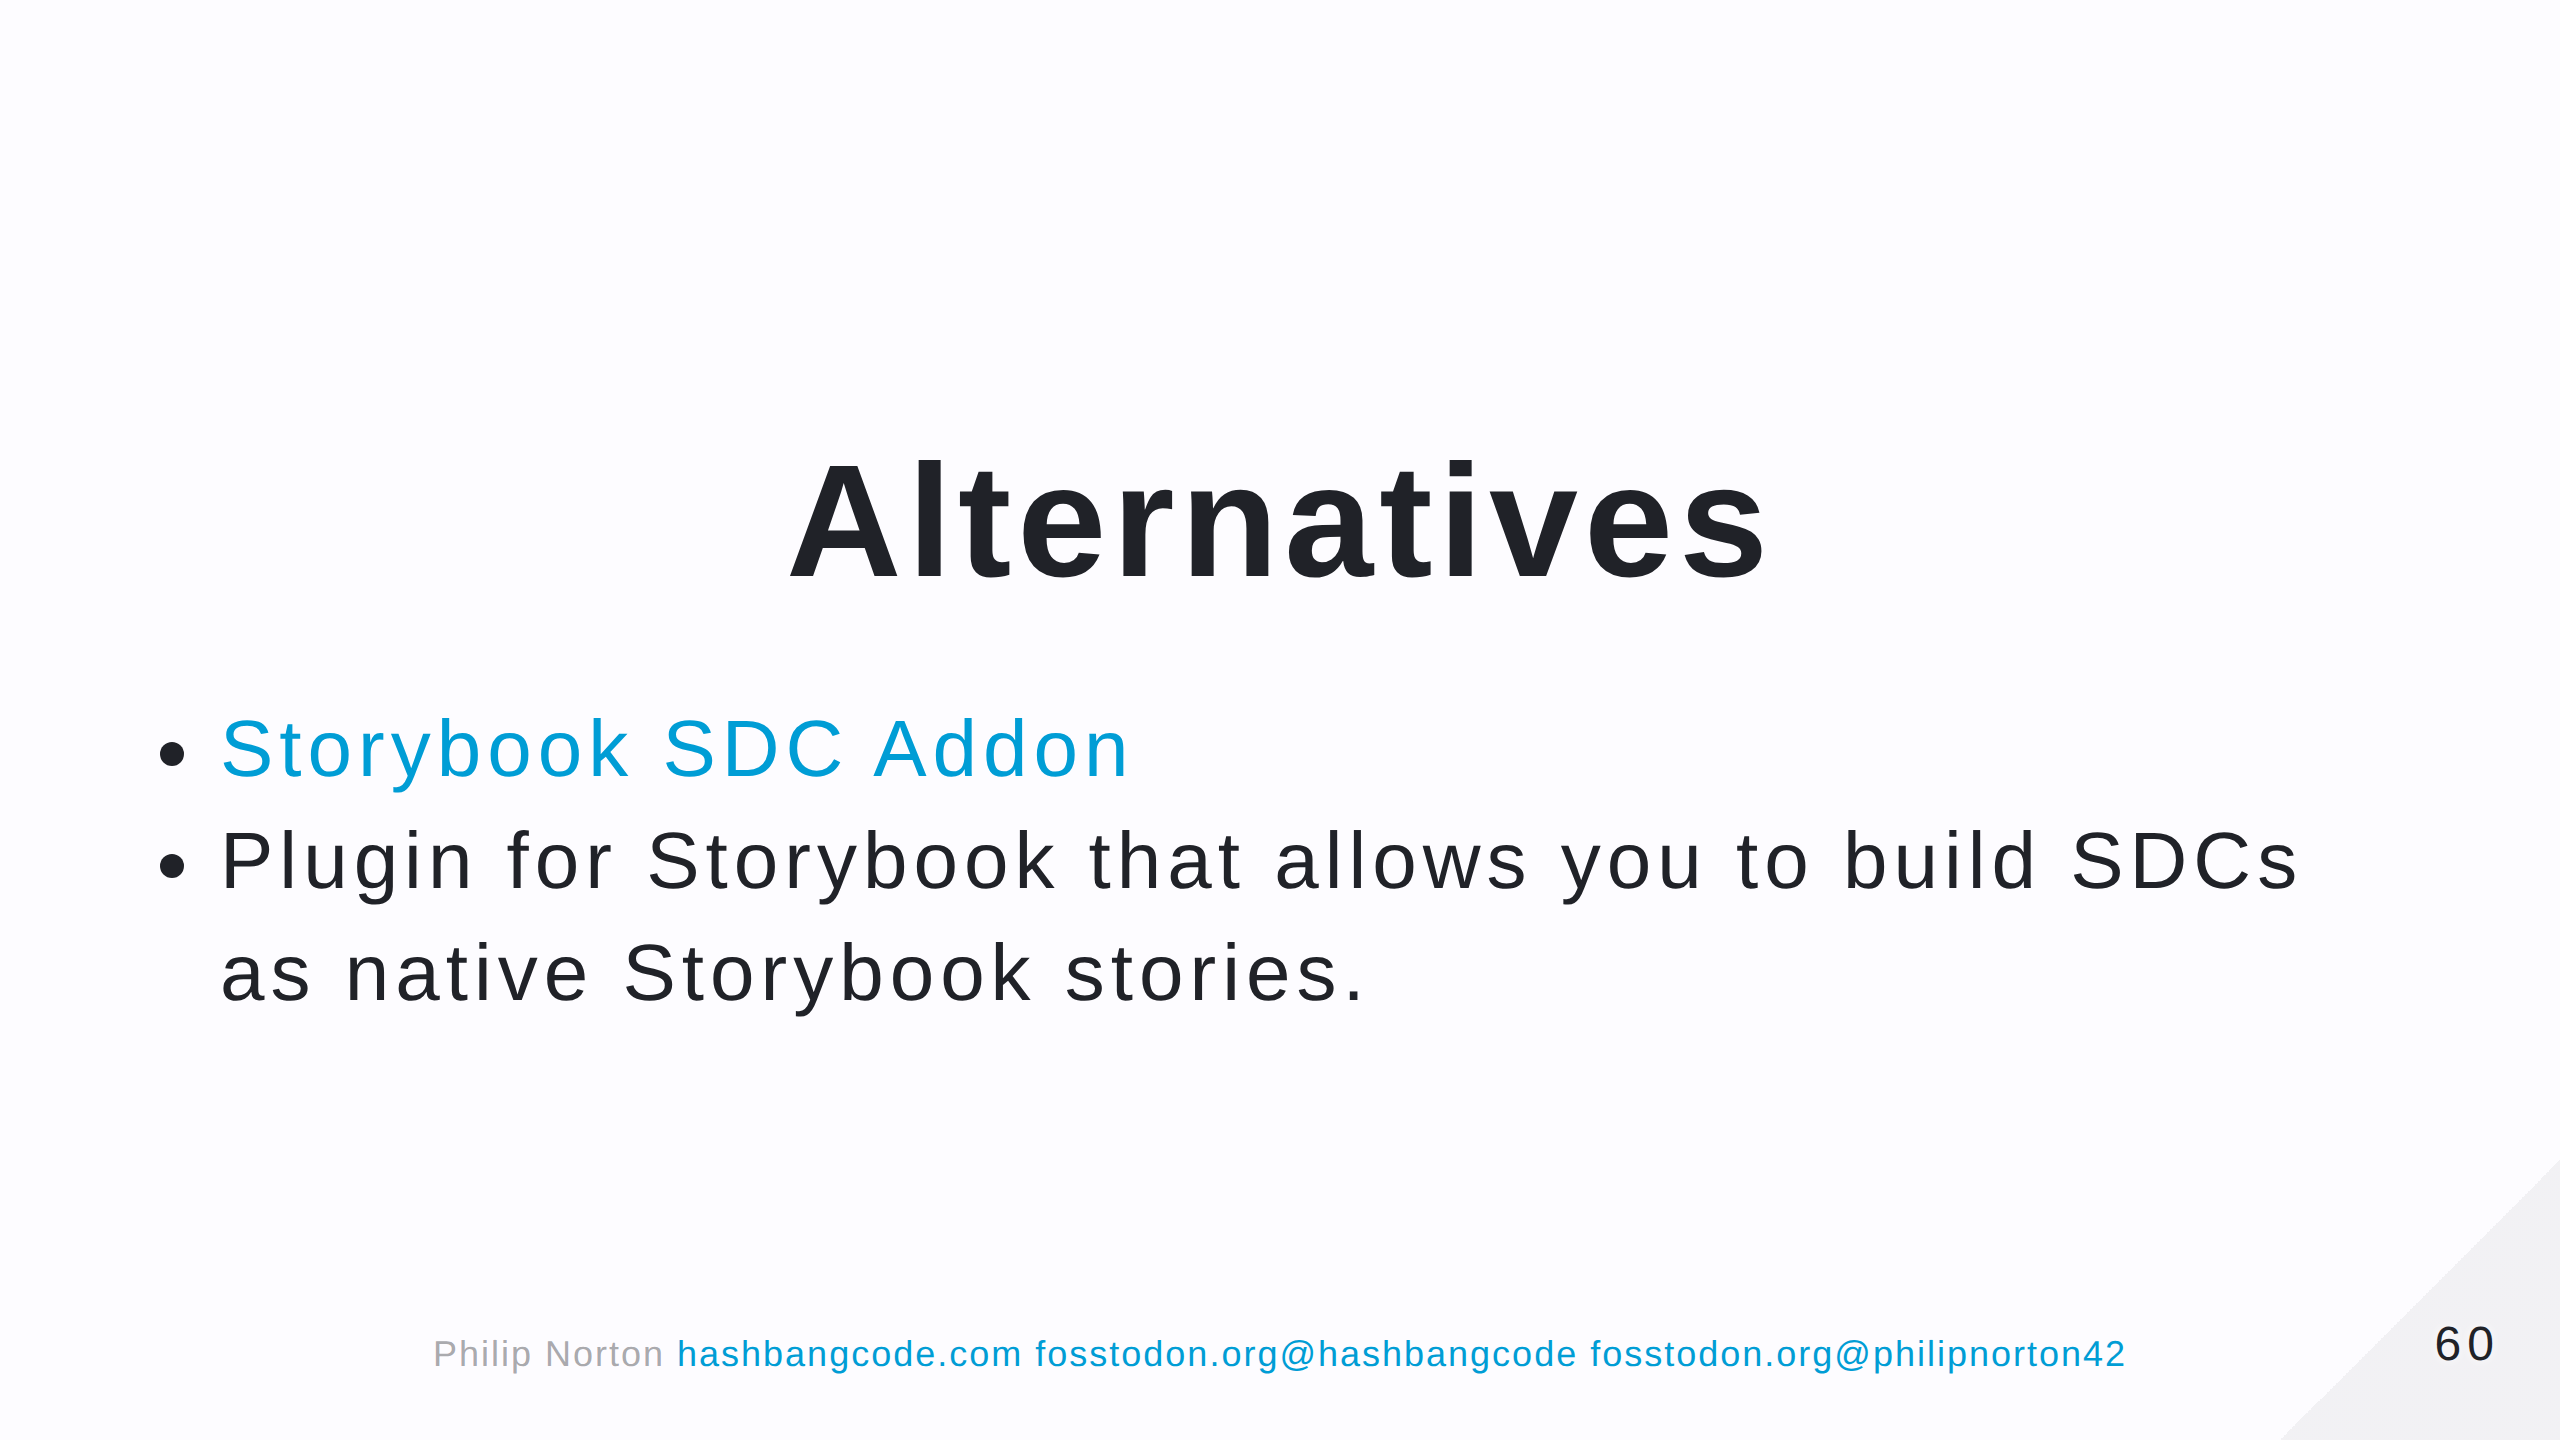 Alternatives
Storybook SDC Addon
Plugin for Storybook that allows you to build SDCs
as native Storybook stories.
Philip Norton hashbangcode.com fosstodon.org@hashbangcode fosstodon.org@philipnorton42
60